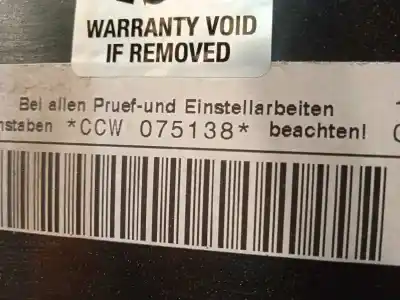 WARRANTY VOID
IF REMOVED
Bei allen Pruef-und Einstellarbeiten
nstaben *CCW 075138* beachten!